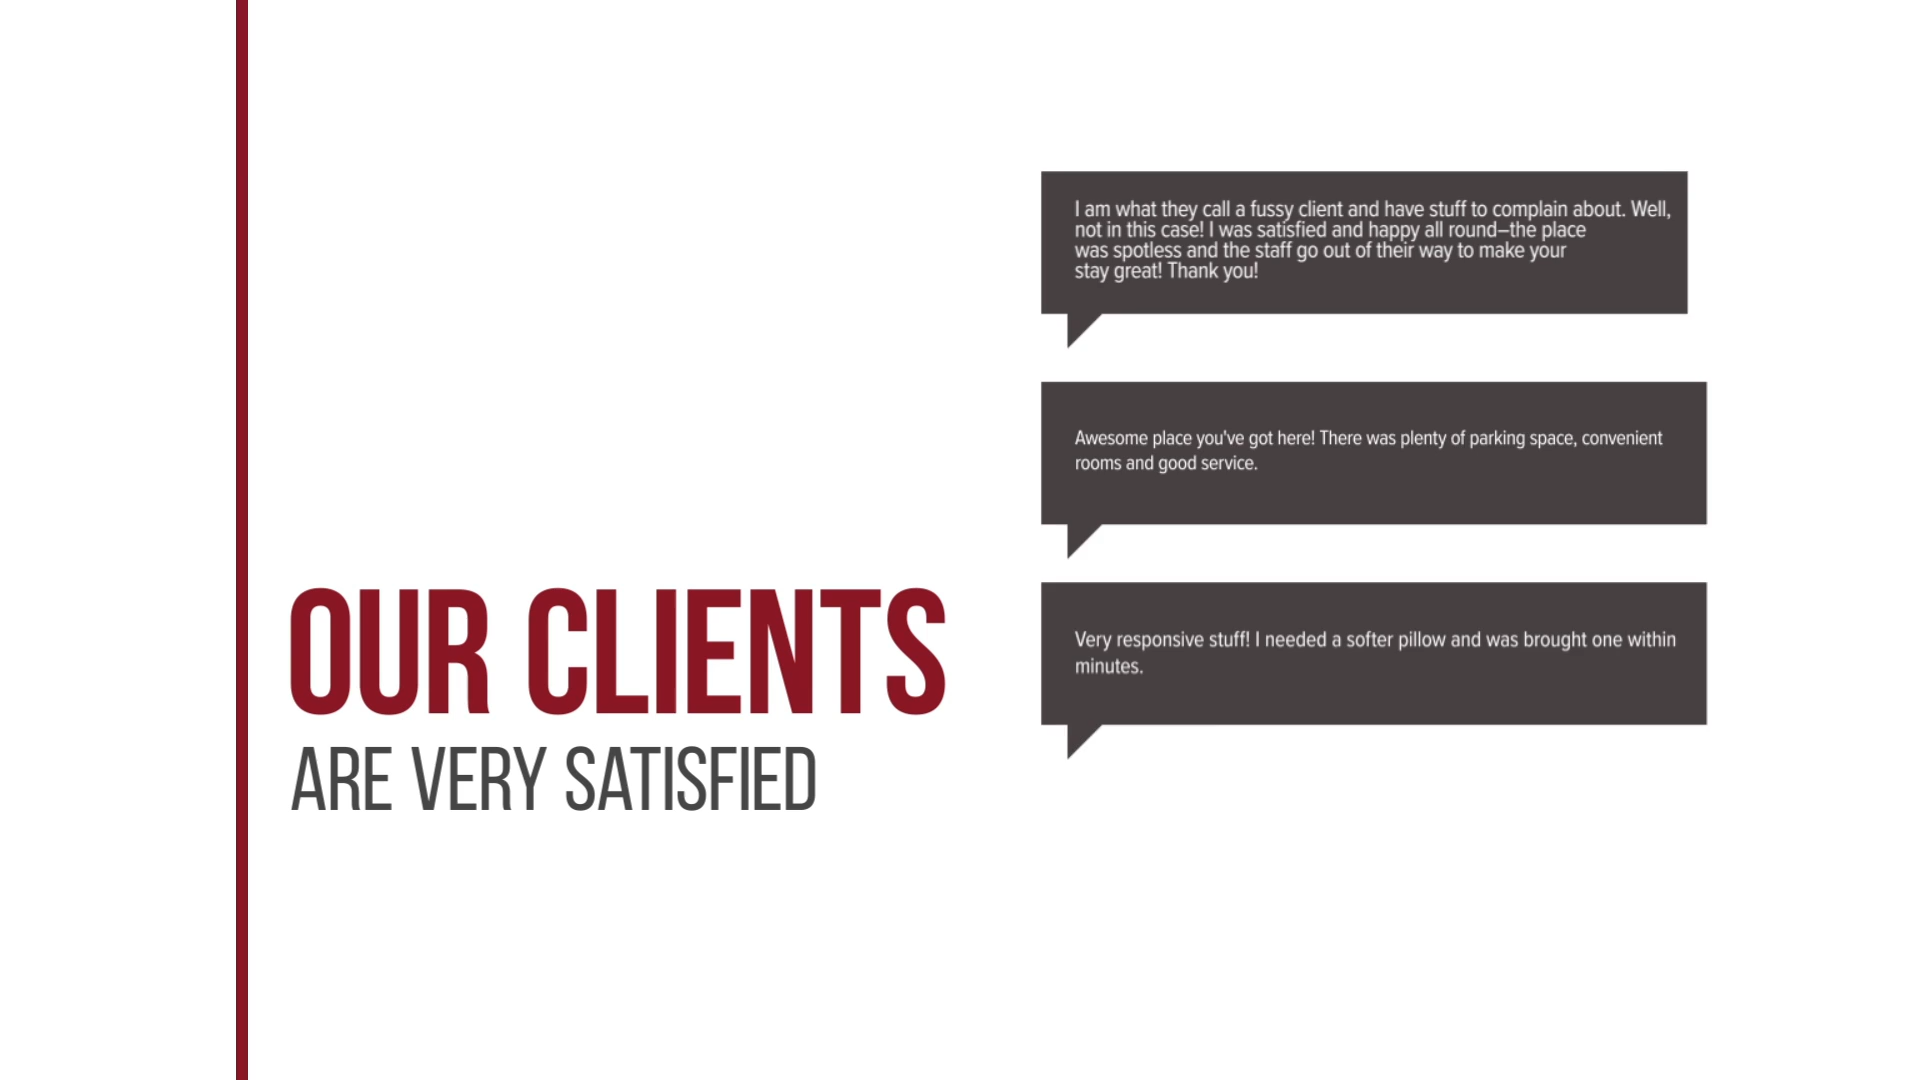 OUR CLIENTS
ARE VERY SATISFIED
I am what they call a fussy client and have stuff to complain about. Well,
not in this case! I was satisfied and happy all round–the place
was spotless and the staff go out of their way to make your
stay great! Thank you!
Awesome place you've got here! There was plenty of parking space, convenient
rooms and good service.
Very responsive stuff! I needed a softer pillow and was brought one within
minutes.